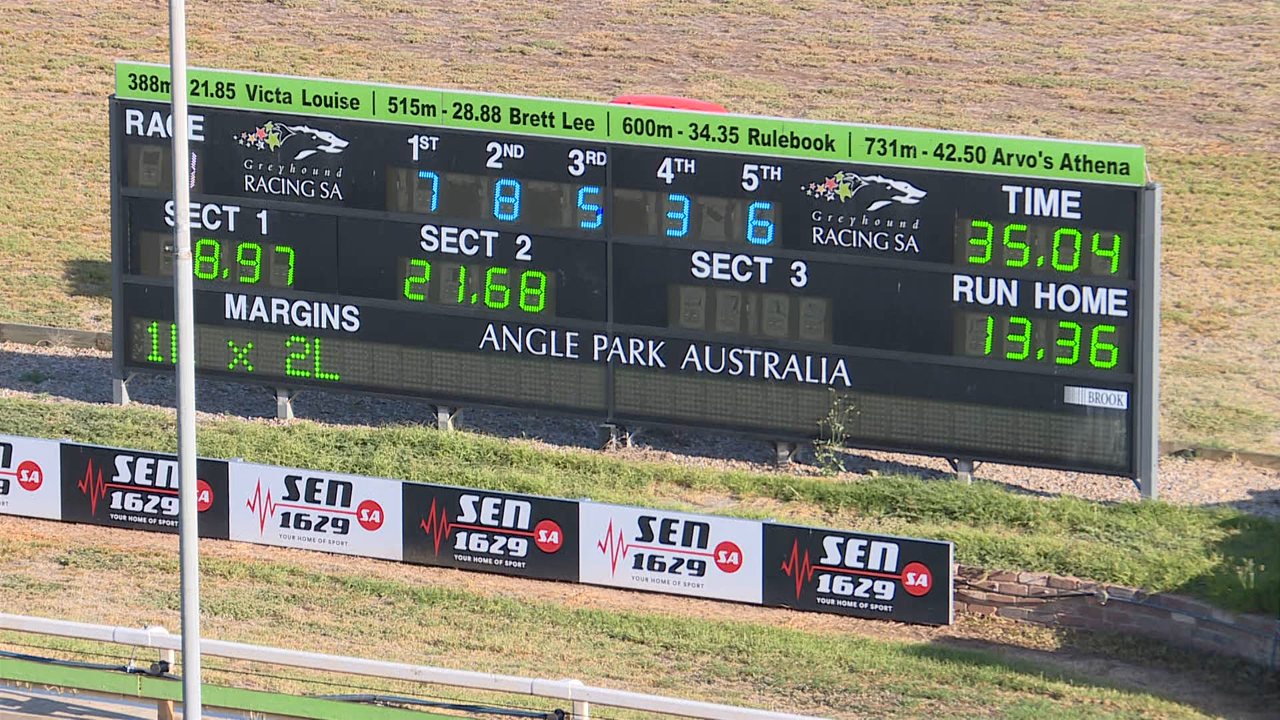 388m 21.85 Victa Louise | 515m - 28.88 Brett Lee | 600m - 34.35 Rulebook | 731m - 42.50 Arvo's Athena
RACE
Greyhound
RACING SA
1ST 2ND 3RD 4TH 5TH
7 8 5 3 6
Greyhound
RACING SA
TIME
35.04
SECT 1
8.97
SECT 2
21.68
SECT 3
RUN HOME
13.36
MARGINS
x 2L
ANGLE PARK AUSTRALIA
BROOK
SA
SEN
1629 SA
YOUR HOME OF SPORT
SEN
1629 SA
YOUR HOME OF SPORT
SEN
1629 SA
YOUR HOME OF SPORT
SEN
1629 SA
YOUR HOME OF SPORT
SEN
1629 SA
YOUR HOME OF SPORT